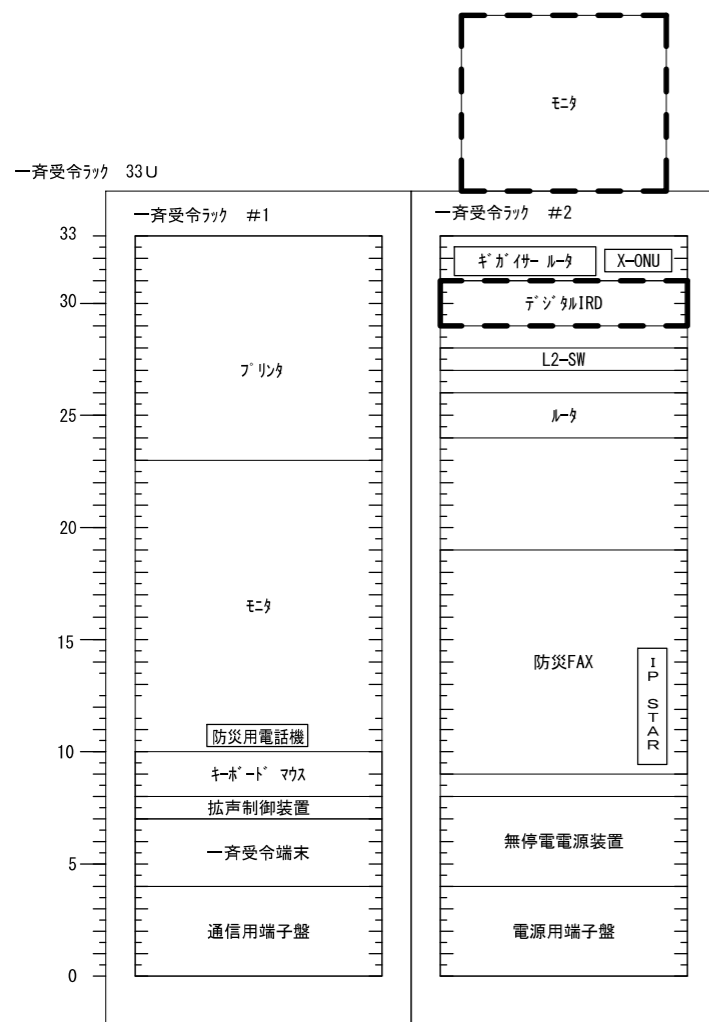 ﾓﾆﾀ
一斉受令ﾗｯｸ 33U
一斉受令ﾗｯｸ #1
一斉受令ﾗｯｸ #2
33
30
25
20
15
10
5
0
ﾌﾟﾘﾝﾀ
ﾓﾆﾀ
防災用電話機
ｷｰﾎﾞｰﾄﾞ ﾏｳｽ
拡声制御装置
一斉受令端末
通信用端子盤
ｷﾞｶﾞｲｻｰ ﾙｰﾀ
X-ONU
ﾃﾞｼﾞﾀﾙIRD
L2-SW
ﾙｰﾀ
防災FAX
IP STAR
無停電電源装置
電源用端子盤